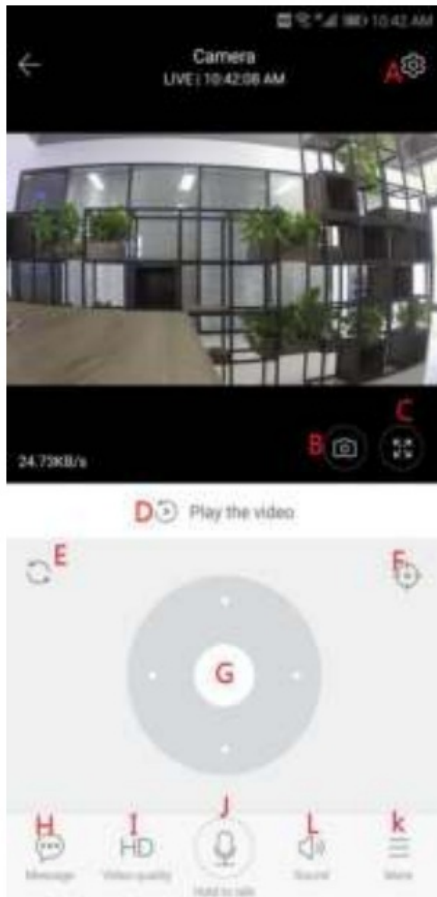 10:42 AM
Camera
A
LIVE | 10:42:08 AM
C
B
24.73KB/s
D Play the video
E
F
G
H I J L k
HD
Message Video quality Sound More
Hold to talk